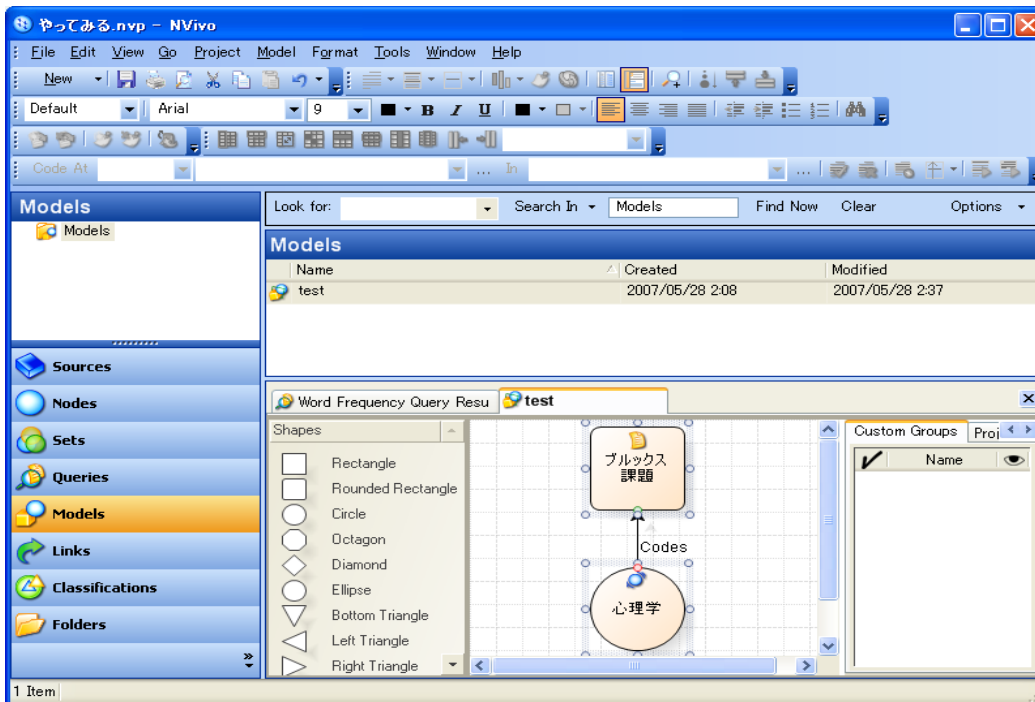 やってみる.nvp - NVivo
File Edit View Go Project Model Format Tools Window Help
New
Default Arial 9 B I U
Code At ... In ...
Models
Models
Look for: Search In Models Find Now Clear Options
Models
Name Created Modified
test 2007/05/28 2:08 2007/05/28 2:37
Sources
Nodes
Sets
Queries
Models
Links
Classifications
Folders
Word Frequency Query Resu test
Shapes
Rectangle
Rounded Rectangle
Circle
Octagon
Diamond
Ellipse
Bottom Triangle
Left Triangle
Right Triangle
ブルックス
課題
Codes
心理学
Custom Groups Proj
Name
1 Item